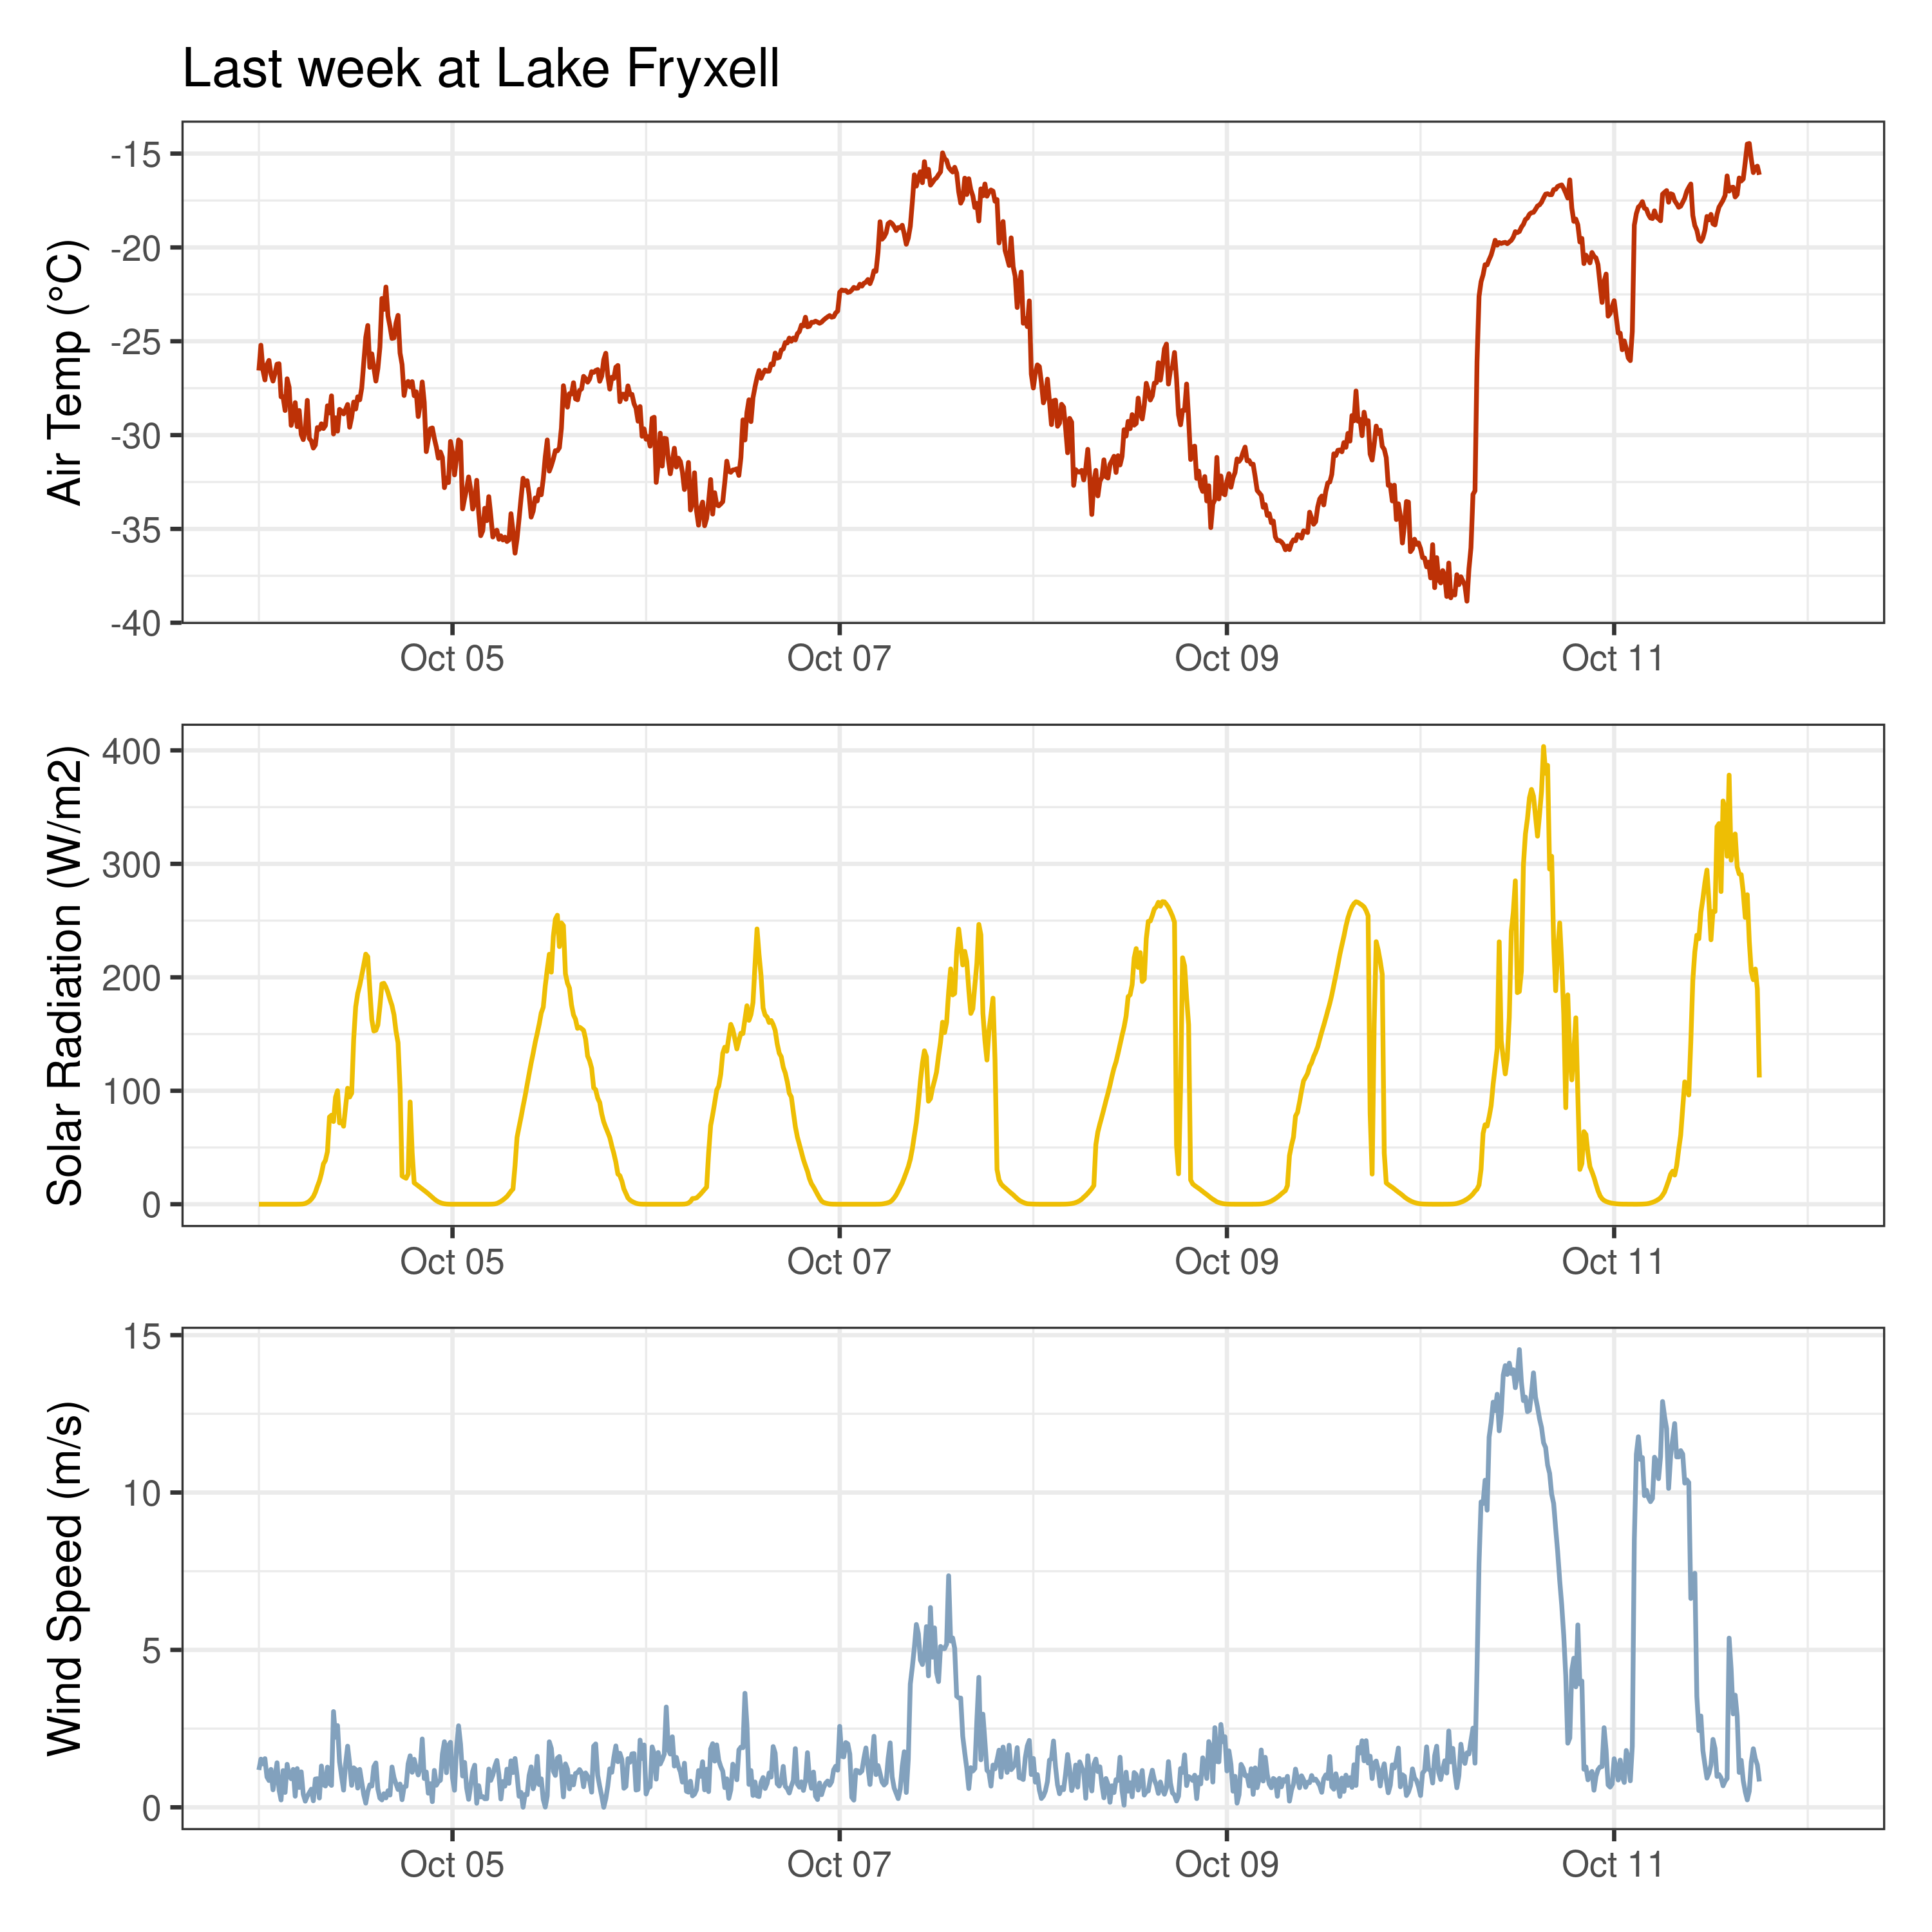 Last week at Lake Fryxell
Air Temp (°C)
-15
-20
-25
-30
-35
-40
Oct 05 Oct 07 Oct 09 Oct 11
Solar Radiation (W/m2)
400
300
200
100
0
Oct 05 Oct 07 Oct 09 Oct 11
Wind Speed (m/s)
15
10
5
0
Oct 05 Oct 07 Oct 09 Oct 11